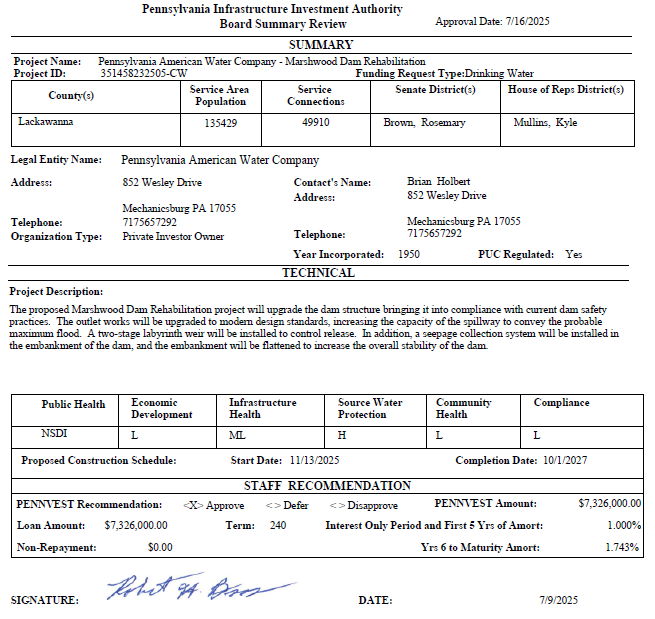 Pennsylvania Infrastructure Investment Authority
Board Summary Review
Approval Date: 7/16/2025
SUMMARY
Project Name: Pennsylvania American Water Company - Marshwood Dam Rehabilitation
Project ID: 351458232505-CW Funding Request Type:Drinking Water
County(s) Service Area Population Service Connections Senate District(s) House of Reps District(s)
Lackawanna 135429 49910 Brown, Rosemary Mullins, Kyle
Legal Entity Name: Pennsylvania American Water Company
Address: 852 Wesley Drive Contact's Name: Brian Holbert
Address: 852 Wesley Drive
Mechanicsburg PA 17055 Mechanicsburg PA 17055
Telephone: 7175657292 Telephone: 7175657292
Organization Type: Private Investor Owner
Year Incorporated: 1950 PUC Regulated: Yes
TECHNICAL
Project Description:
The proposed Marshwood Dam Rehabilitation project will upgrade the dam structure bringing it into compliance with current dam safety
practices. The outlet works will be upgraded to modern design standards, increasing the capacity of the spillway to convey the probable
maximum flood. A two-stage labyrinth weir will be installed to control release. In addition, a seepage collection system will be installed in
the embankment of the dam, and the embankment will be flattened to increase the overall stability of the dam.
Public Health Economic Development Infrastructure Health Source Water Protection Community Health Compliance
NSDI L ML H L L
Proposed Construction Schedule: Start Date: 11/13/2025 Completion Date: 10/1/2027
STAFF RECOMMENDATION
PENNVEST Recommendation: <X> Approve < > Defer < > Disapprove PENNVEST Amount: $7,326,000.00
Loan Amount: $7,326,000.00 Term: 240 Interest Only Period and First 5 Yrs of Amort: 1.000%
Non-Repayment: $0.00 Yrs 6 to Maturity Amort: 1.743%
SIGNATURE: DATE: 7/9/2025